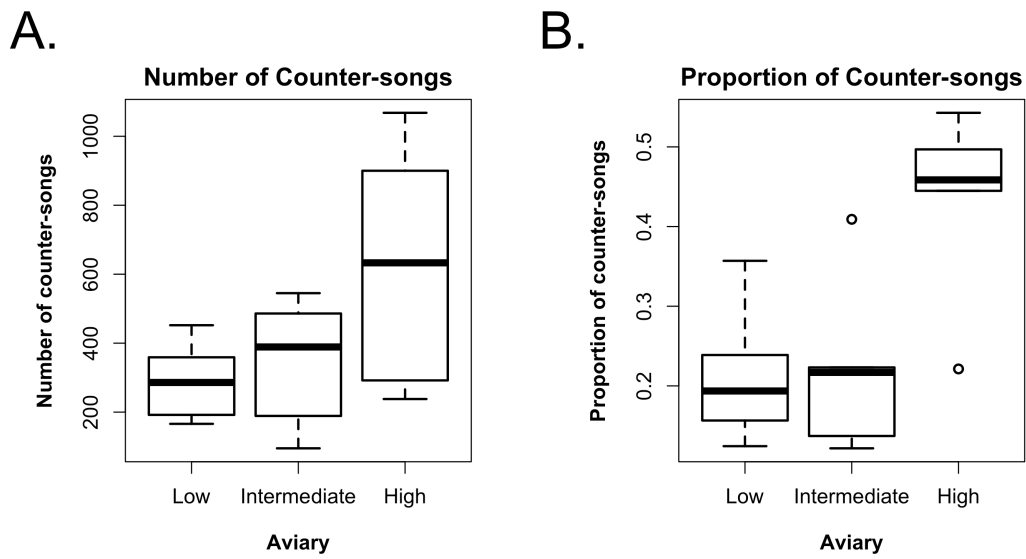 A.
Number of Counter-songs
Number of counter-songs
1000
800
600
400
200
Low Intermediate High
Aviary
B.
Proportion of Counter-songs
Proportion of counter-songs
0.5
0.4
0.3
0.2
Low Intermediate High
Aviary